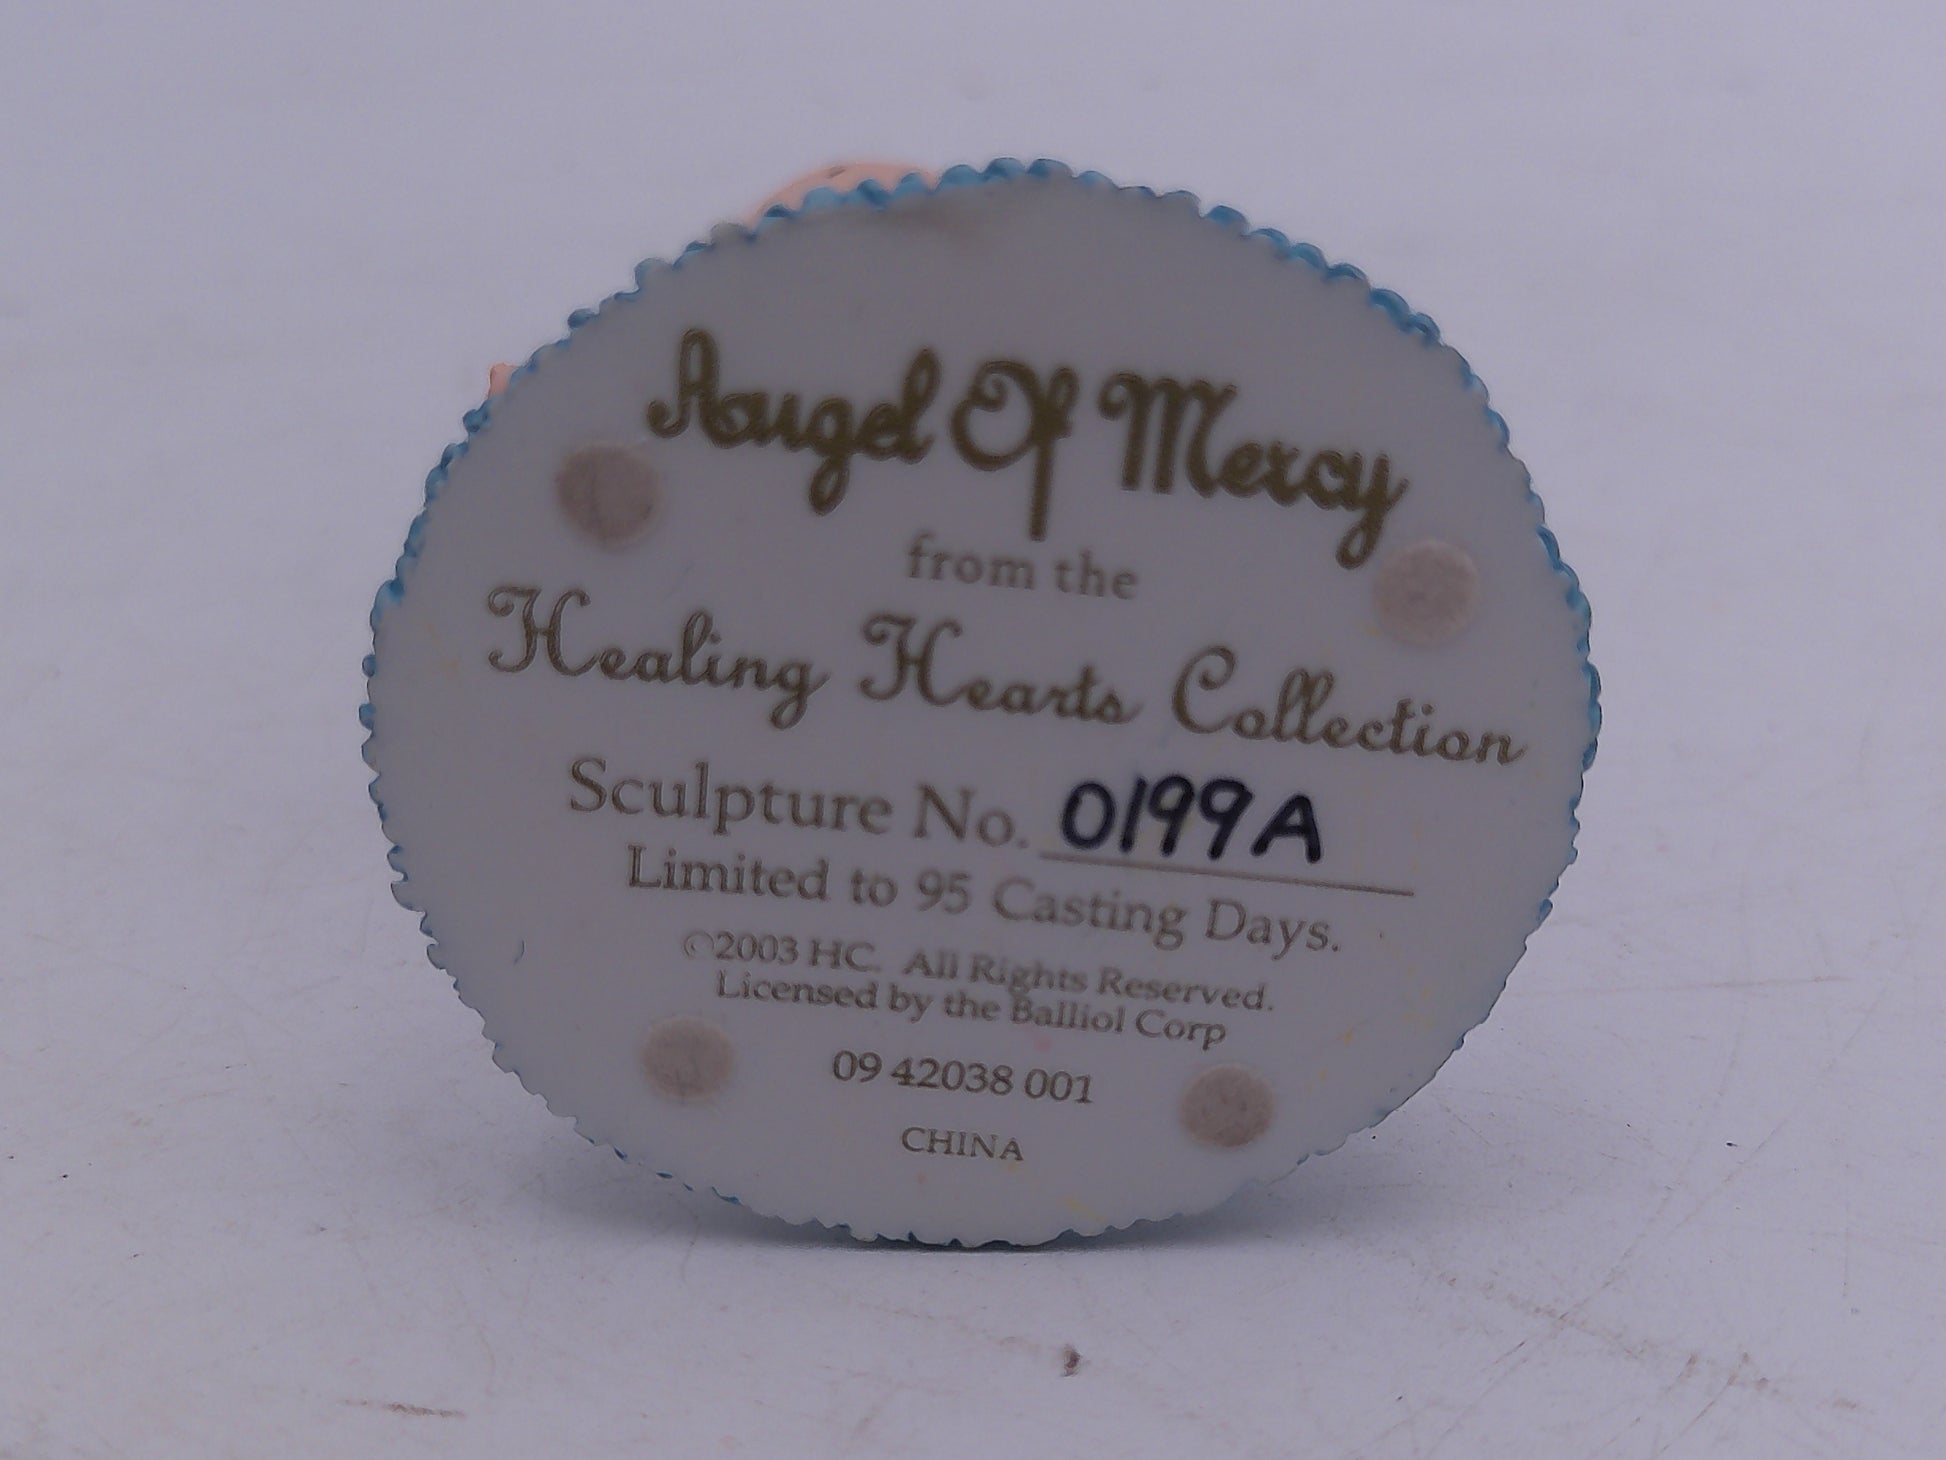 Angel Of Mercy
from the
Healing Hearts Collection
Sculpture No. 0199A
Limited to 95 Casting Days.
©2003 HC. All Rights Reserved.
Licensed by the Balliol Corp
09 42038 001
CHINA